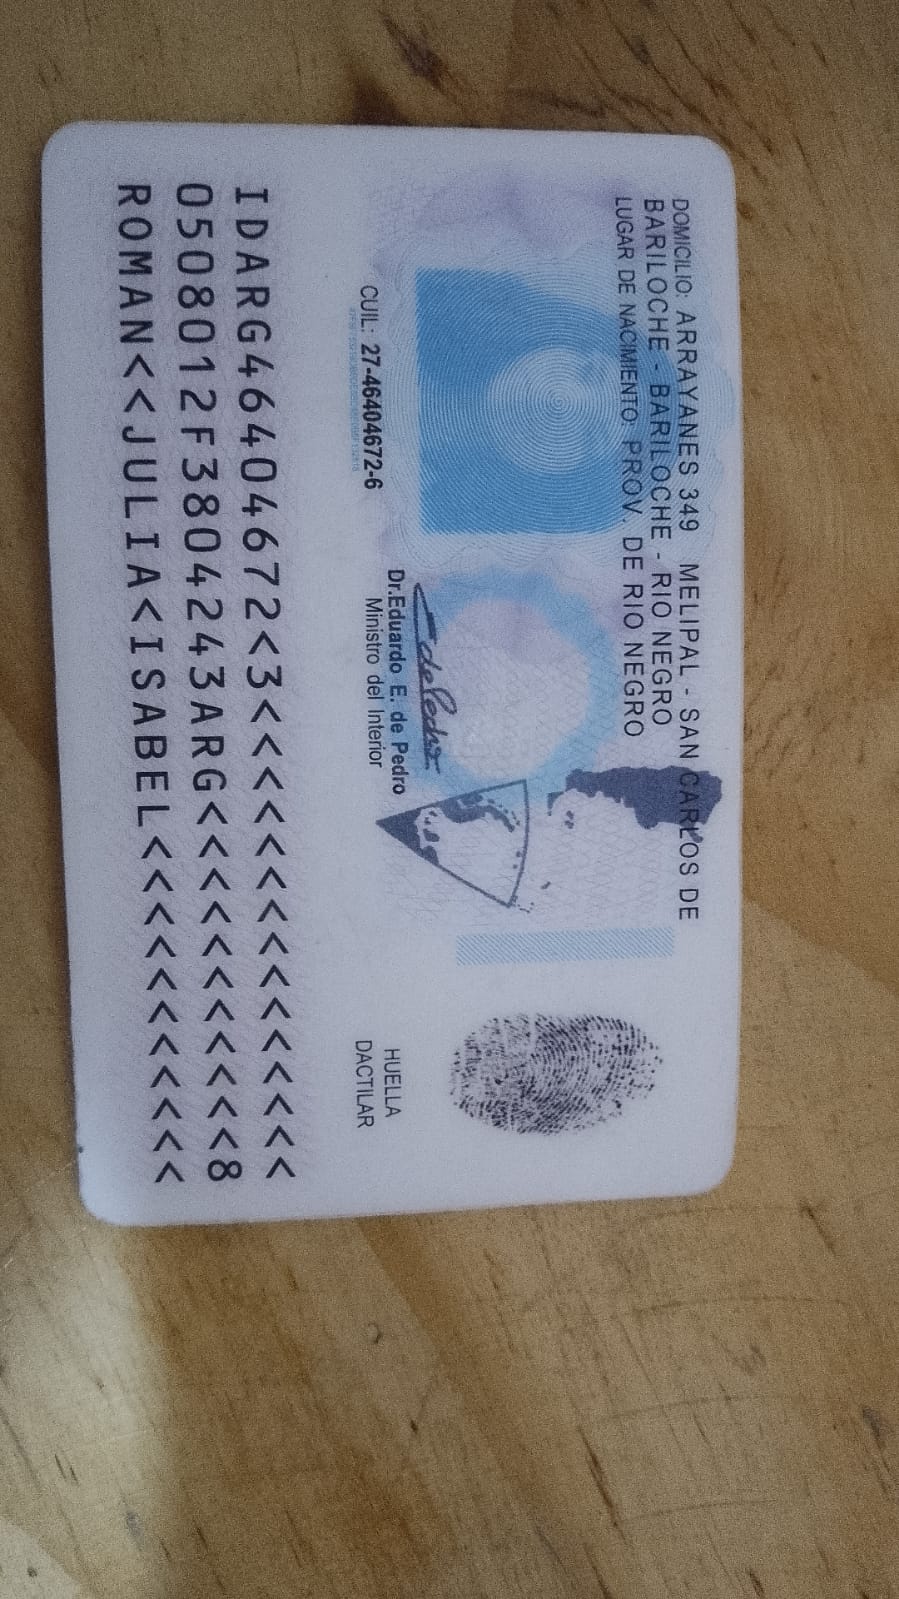 DOMICILIO: ARRAYANES 349 MELIPAL - SAN CARLOS DE
BARILOCHE - BARILOCHE - RIO NEGRO
LUGAR DE NACIMIENTO: PROV. DE RIO NEGRO
CUIL: 27-46404672-6
Dr.Eduardo E. de Pedro
Ministro del Interior
HUELLA
DACTILAR
IDARG46404672<3<<<<<<<<<<<<<<<
0508012F3804243ARG<<<<<<<<<<<8
ROMAN<<JULIA<ISABEL<<<<<<<<<<<